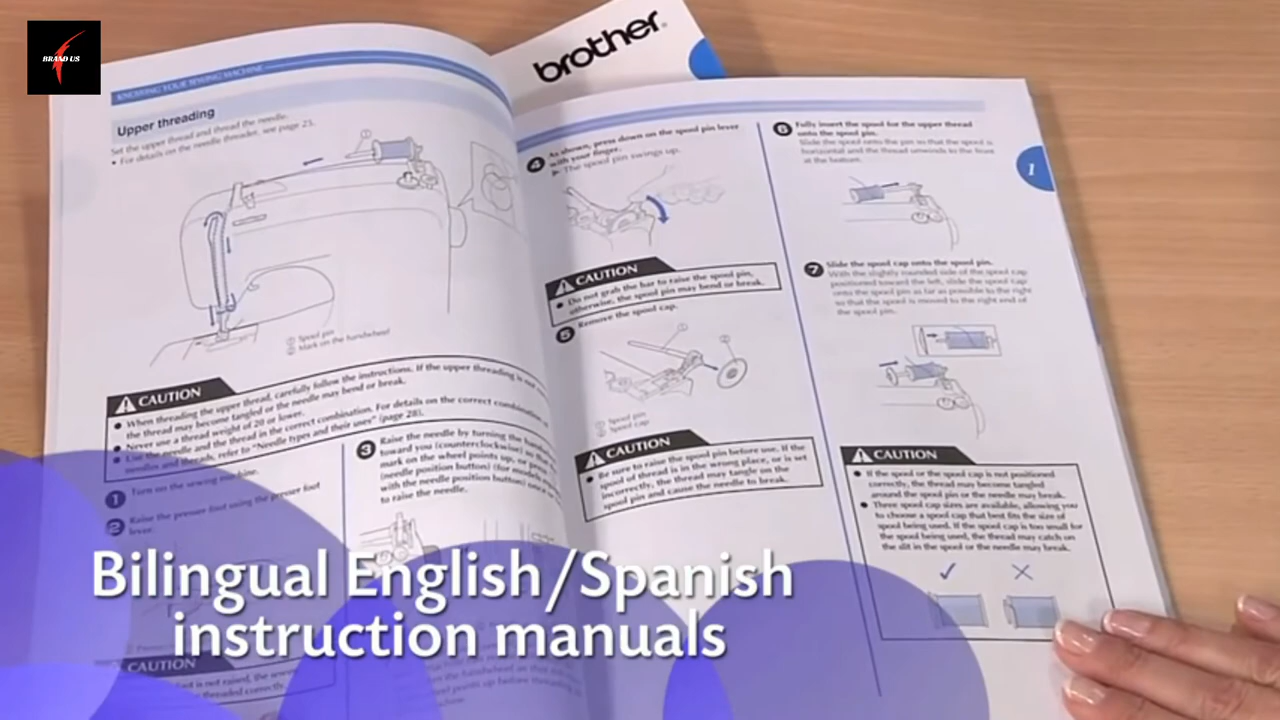 BRAND US
brother
KNOWING YOUR SEWING MACHINE
Upper threading
Set the upper thread and thread the needle.
• For details on the needle threader, see page 25.
①
① Spool pin
② Mark on the handwheel
CAUTION
● When threading the upper thread, carefully follow the instructions. If the upper threading is not
the thread may become tangled or the needle may bend or break.
● Never use a thread weight of 20 or lower.
● Use the needle and the thread in the correct combination. For details on the correct combination of
needles and threads, refer to "Needle types and their uses" (page 28).
1 Turn on the sewing machine.
2 Raise the presser foot using the presser foot
lever.
CAUTION
3 Raise the needle by turning the
toward you (counterclockwise) so
mark on the wheel points up, or press
(needle position button) (for models
with the needle position button) once
to raise the needle.
4 As shown, press down on the spool pin lever
with your finger.
▶ The spool pin swings up.
CAUTION
● Do not grab the bar to raise the spool pin,
otherwise, the spool pin may bend or break.
5 Remove the spool cap.
① Spool pin
② Spool cap
CAUTION
● Be sure to raise the spool pin before use. If the
spool of thread is in the wrong place, or is set
incorrectly, the thread may tangle on the
spool pin and cause the needle to break.
6 Fully insert the spool for the upper thread
onto the spool pin.
Slide the spool onto the pin so that the spool is
horizontal and the thread unwinds to the front
at the bottom.
1
7 Slide the spool cap onto the spool pin.
With the slightly rounded side of the spool cap
positioned toward the left, slide the spool cap
onto the spool pin as far as possible to the right
so that the spool is moved to the right end of
the spool pin.
CAUTION
● If the spool or the spool cap is not positioned
correctly, the thread may become tangled
around the spool pin or the needle may break.
● Three spool cap sizes are available, allowing you
to choose a spool cap that best fits the size of
spool being used. If the spool cap is too small for
the spool being used, the thread may catch on
the slit in the spool or the needle may break.
Bilingual English/Spanish
instruction manuals